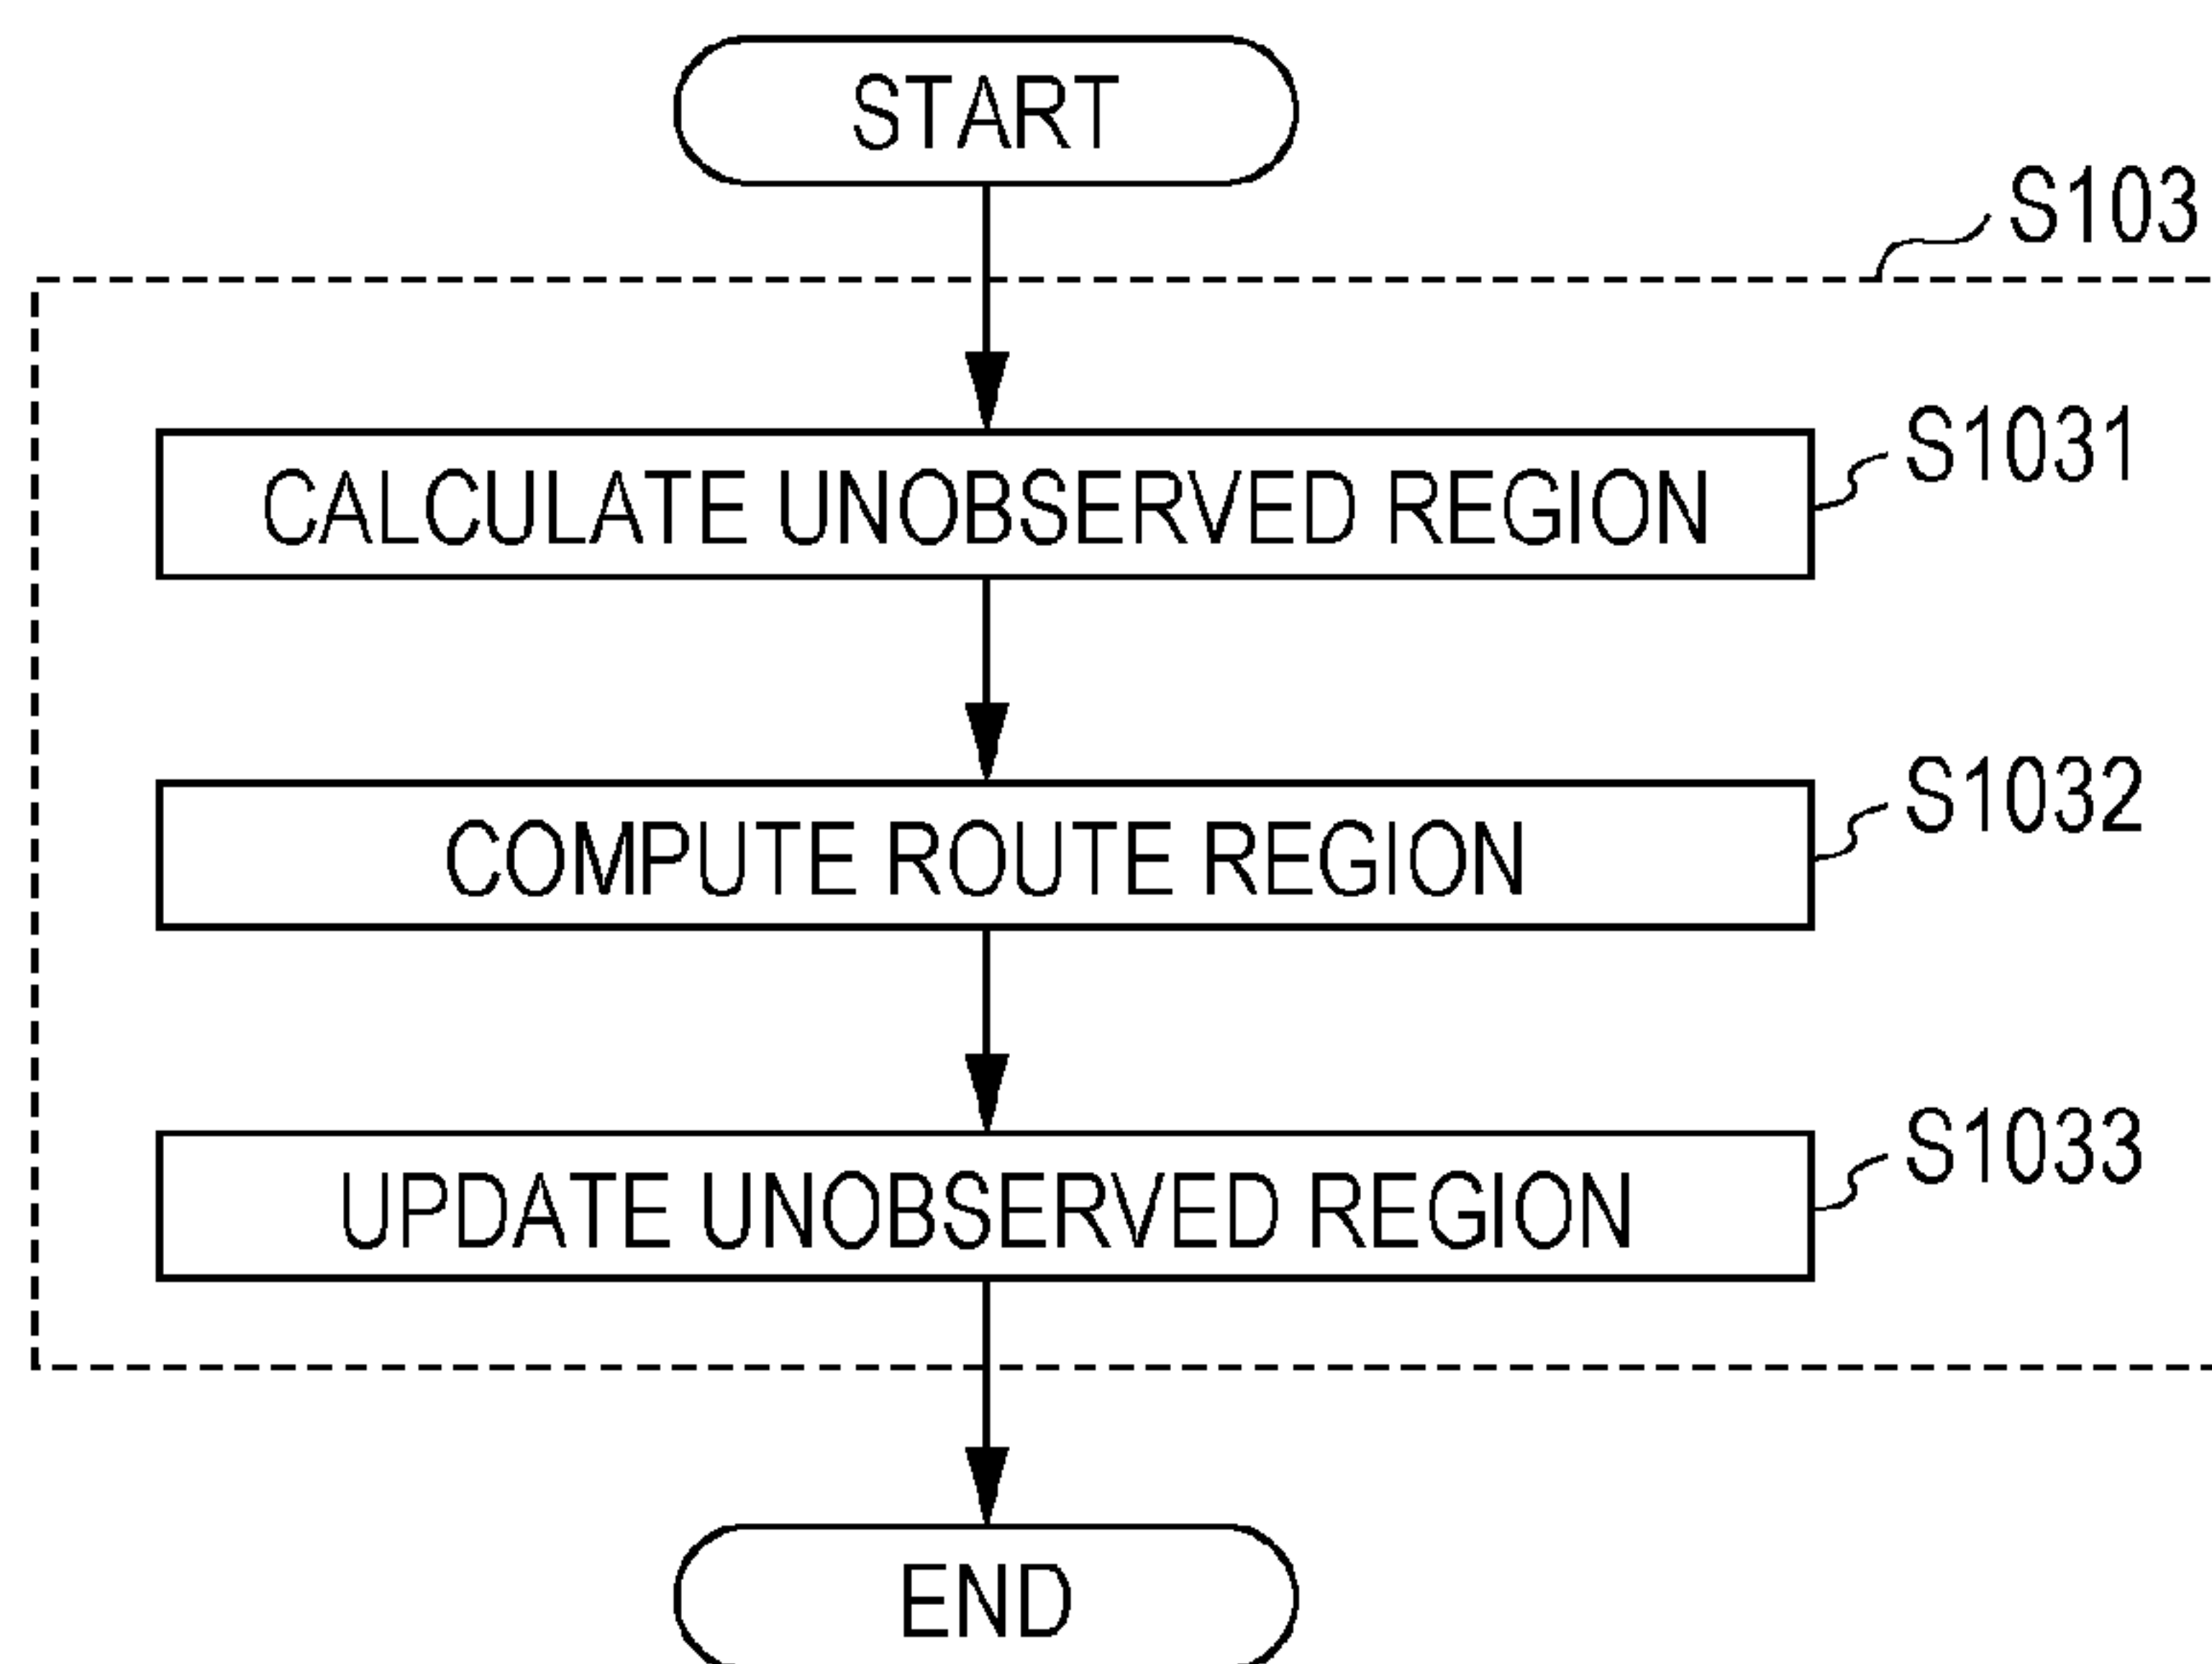 START
S103
CALCULATE UNOBSERVED REGION
S1031
COMPUTE ROUTE REGION
S1032
UPDATE UNOBSERVED REGION
S1033
END